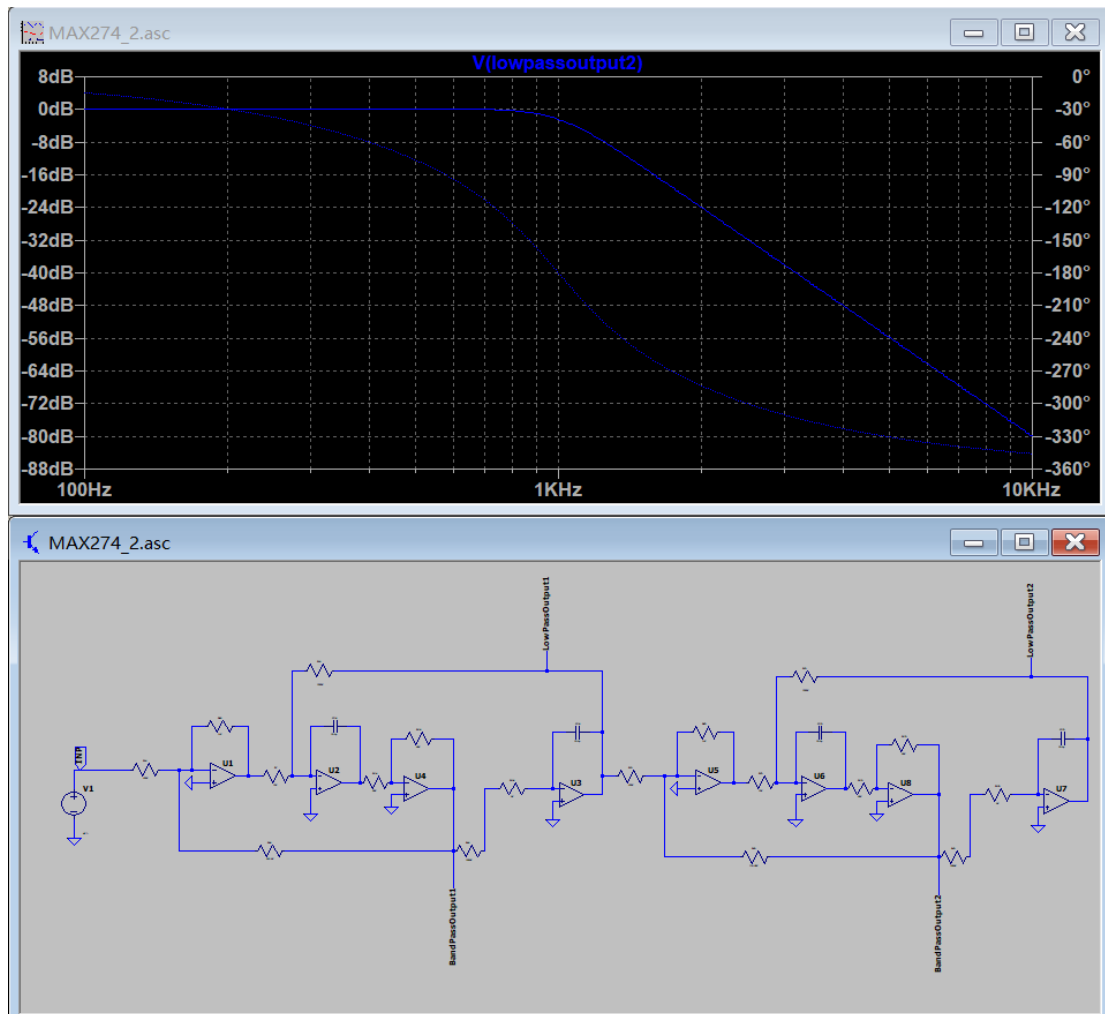 MAX274_2.asc
V(lowpassoutput2)
8dB
0dB
-8dB
-16dB
-24dB
-32dB
-40dB
-48dB
-56dB
-64dB
-72dB
-80dB
-88dB
0°
-30°
-60°
-90°
-120°
-150°
-180°
-210°
-240°
-270°
-300°
-330°
-360°
100Hz
1KHz
10KHz
MAX274_2.asc
LowPassOutput1
LowPassOutput2
INP
V1
U1
U2
U4
U3
U5
U6
U8
U7
BandPassOutput1
BandPassOutput2